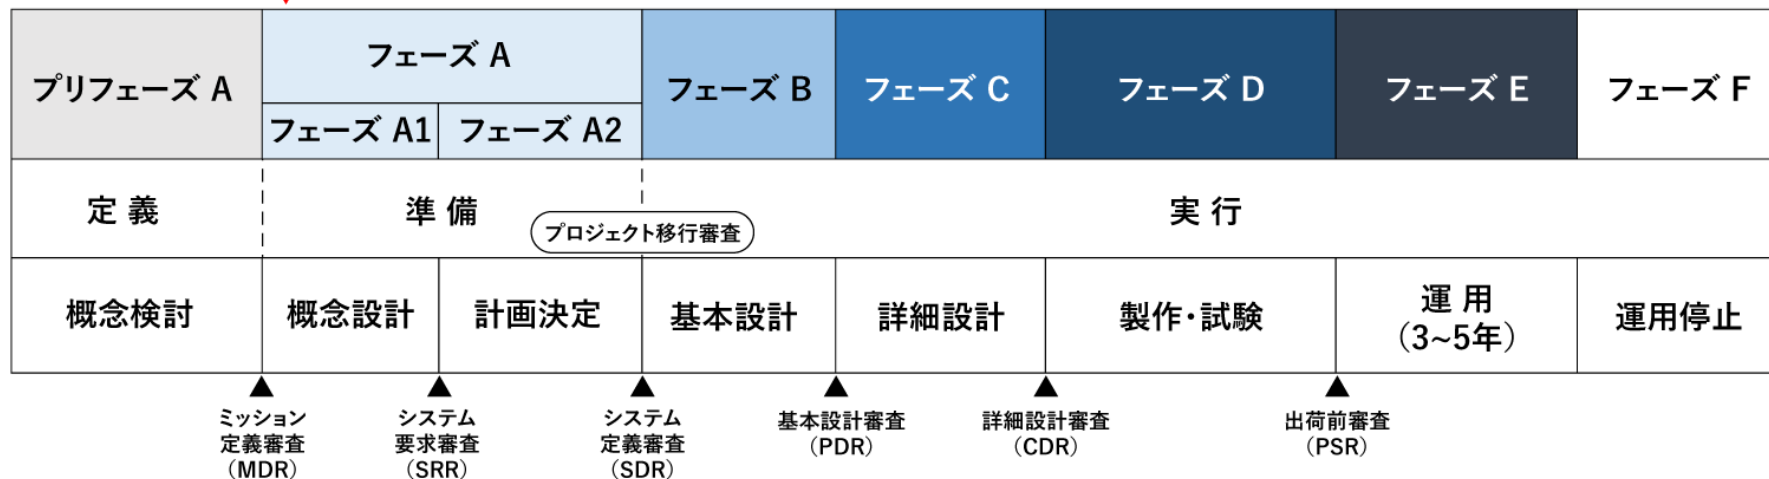 プリフェーズ A
フェーズ A
フェーズ A1
フェーズ A2
フェーズ B
フェーズ C
フェーズ D
フェーズ E
フェーズ F
定 義
準 備
プロジェクト移行審査
実 行
概念検討
概念設計
計画決定
基本設計
詳細設計
製作・試験
運 用
(3~5年)
運用停止
ミッション
定義審査
(MDR)
システム
要求審査
(SRR)
システム
定義審査
(SDR)
基本設計審査
(PDR)
詳細設計審査
(CDR)
出荷前審査
(PSR)